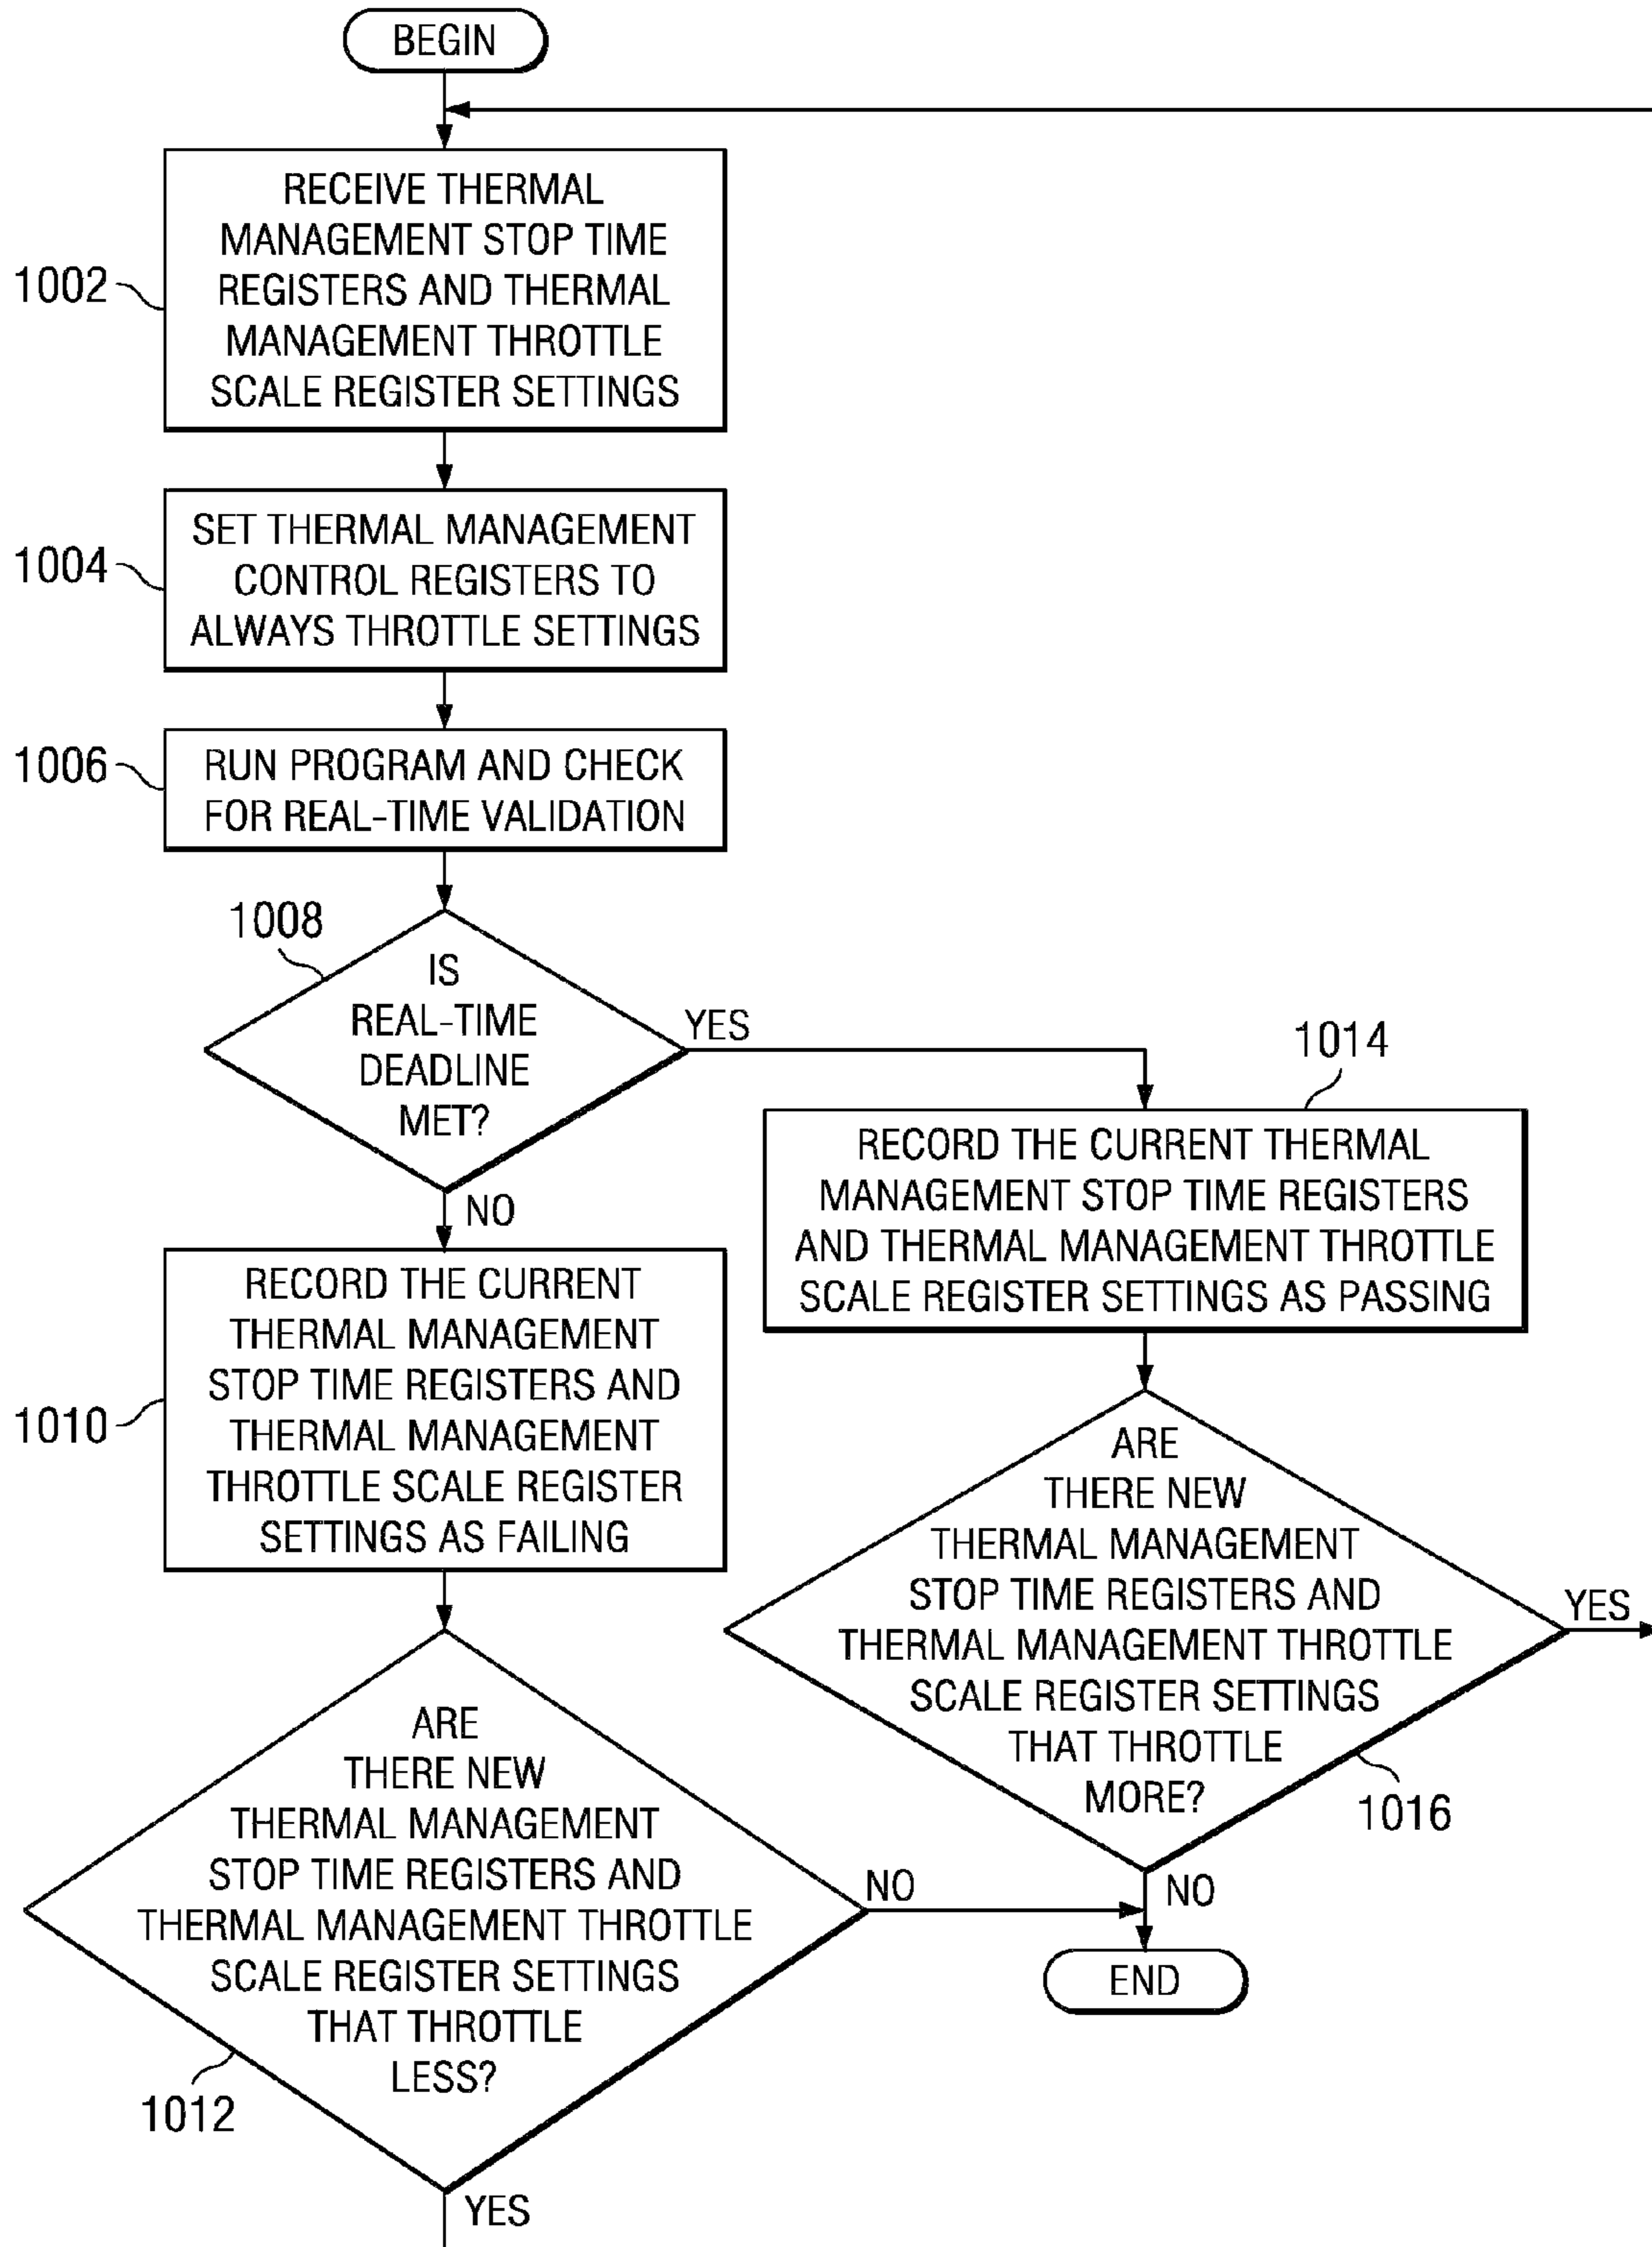 BEGIN
RECEIVE THERMAL
MANAGEMENT STOP TIME
REGISTERS AND THERMAL
MANAGEMENT THROTTLE
SCALE REGISTER SETTINGS
1002
SET THERMAL MANAGEMENT
CONTROL REGISTERS TO
ALWAYS THROTTLE SETTINGS
1004
RUN PROGRAM AND CHECK
FOR REAL-TIME VALIDATION
1006
1008
IS
REAL-TIME
DEADLINE
MET?
YES
NO
1014
RECORD THE CURRENT THERMAL
MANAGEMENT STOP TIME REGISTERS
AND THERMAL MANAGEMENT THROTTLE
SCALE REGISTER SETTINGS AS PASSING
RECORD THE CURRENT
THERMAL MANAGEMENT
STOP TIME REGISTERS AND
THERMAL MANAGEMENT
THROTTLE SCALE REGISTER
SETTINGS AS FAILING
1010
ARE
THERE NEW
THERMAL MANAGEMENT
STOP TIME REGISTERS AND
THERMAL MANAGEMENT THROTTLE
SCALE REGISTER SETTINGS
THAT THROTTLE
MORE?
YES
1016
NO
ARE
THERE NEW
THERMAL MANAGEMENT
STOP TIME REGISTERS AND
THERMAL MANAGEMENT THROTTLE
SCALE REGISTER SETTINGS
THAT THROTTLE
LESS?
NO
1012
YES
END